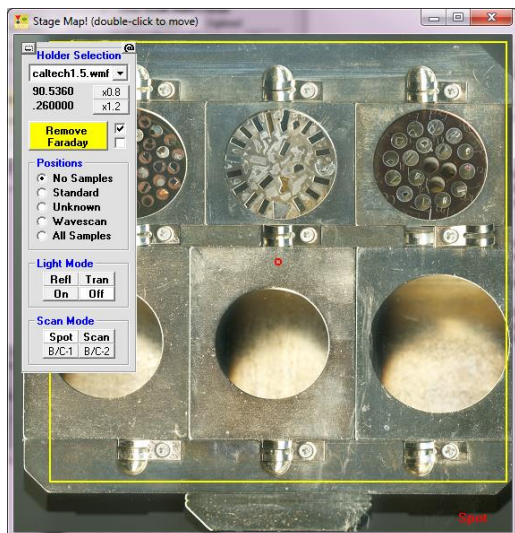 Stage Map! (double-click to move)
Holder Selection
caltech1.5.wmf
90.5360 x0.8
.260000 x1.2
Remove Faraday
Positions
No Samples
Standard
Unknown
Wavescan
All Samples
Light Mode
Refl Tran
On Off
Scan Mode
Spot Scan
B/C-1 B/C-2
Spot